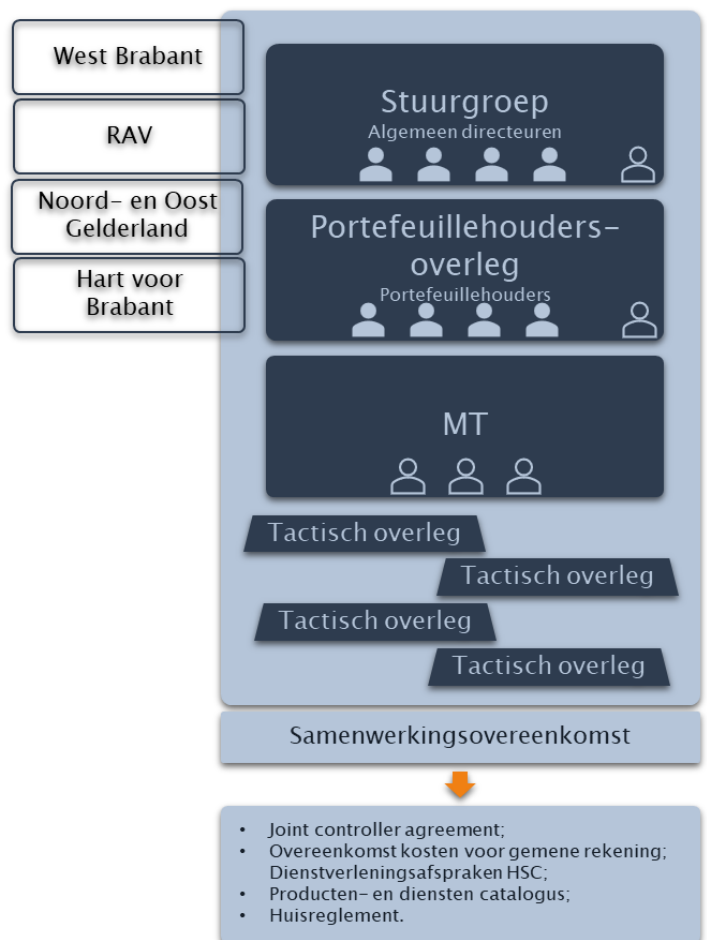 West Brabant
RAV
Noord- en Oost
Gelderland
Hart voor
Brabant
Stuurgroep
Algemeen directeuren
Portefeuillehouders-
overleg
Portefeuillehouders
MT
Tactisch overleg
Tactisch overleg
Tactisch overleg
Tactisch overleg
Samenwerkingsovereenkomst
• Joint controller agreement;
• Overeenkomst kosten voor gemene rekening;
Dienstverleningsafspraken HSC;
• Producten- en diensten catalogus;
• Huisreglement.